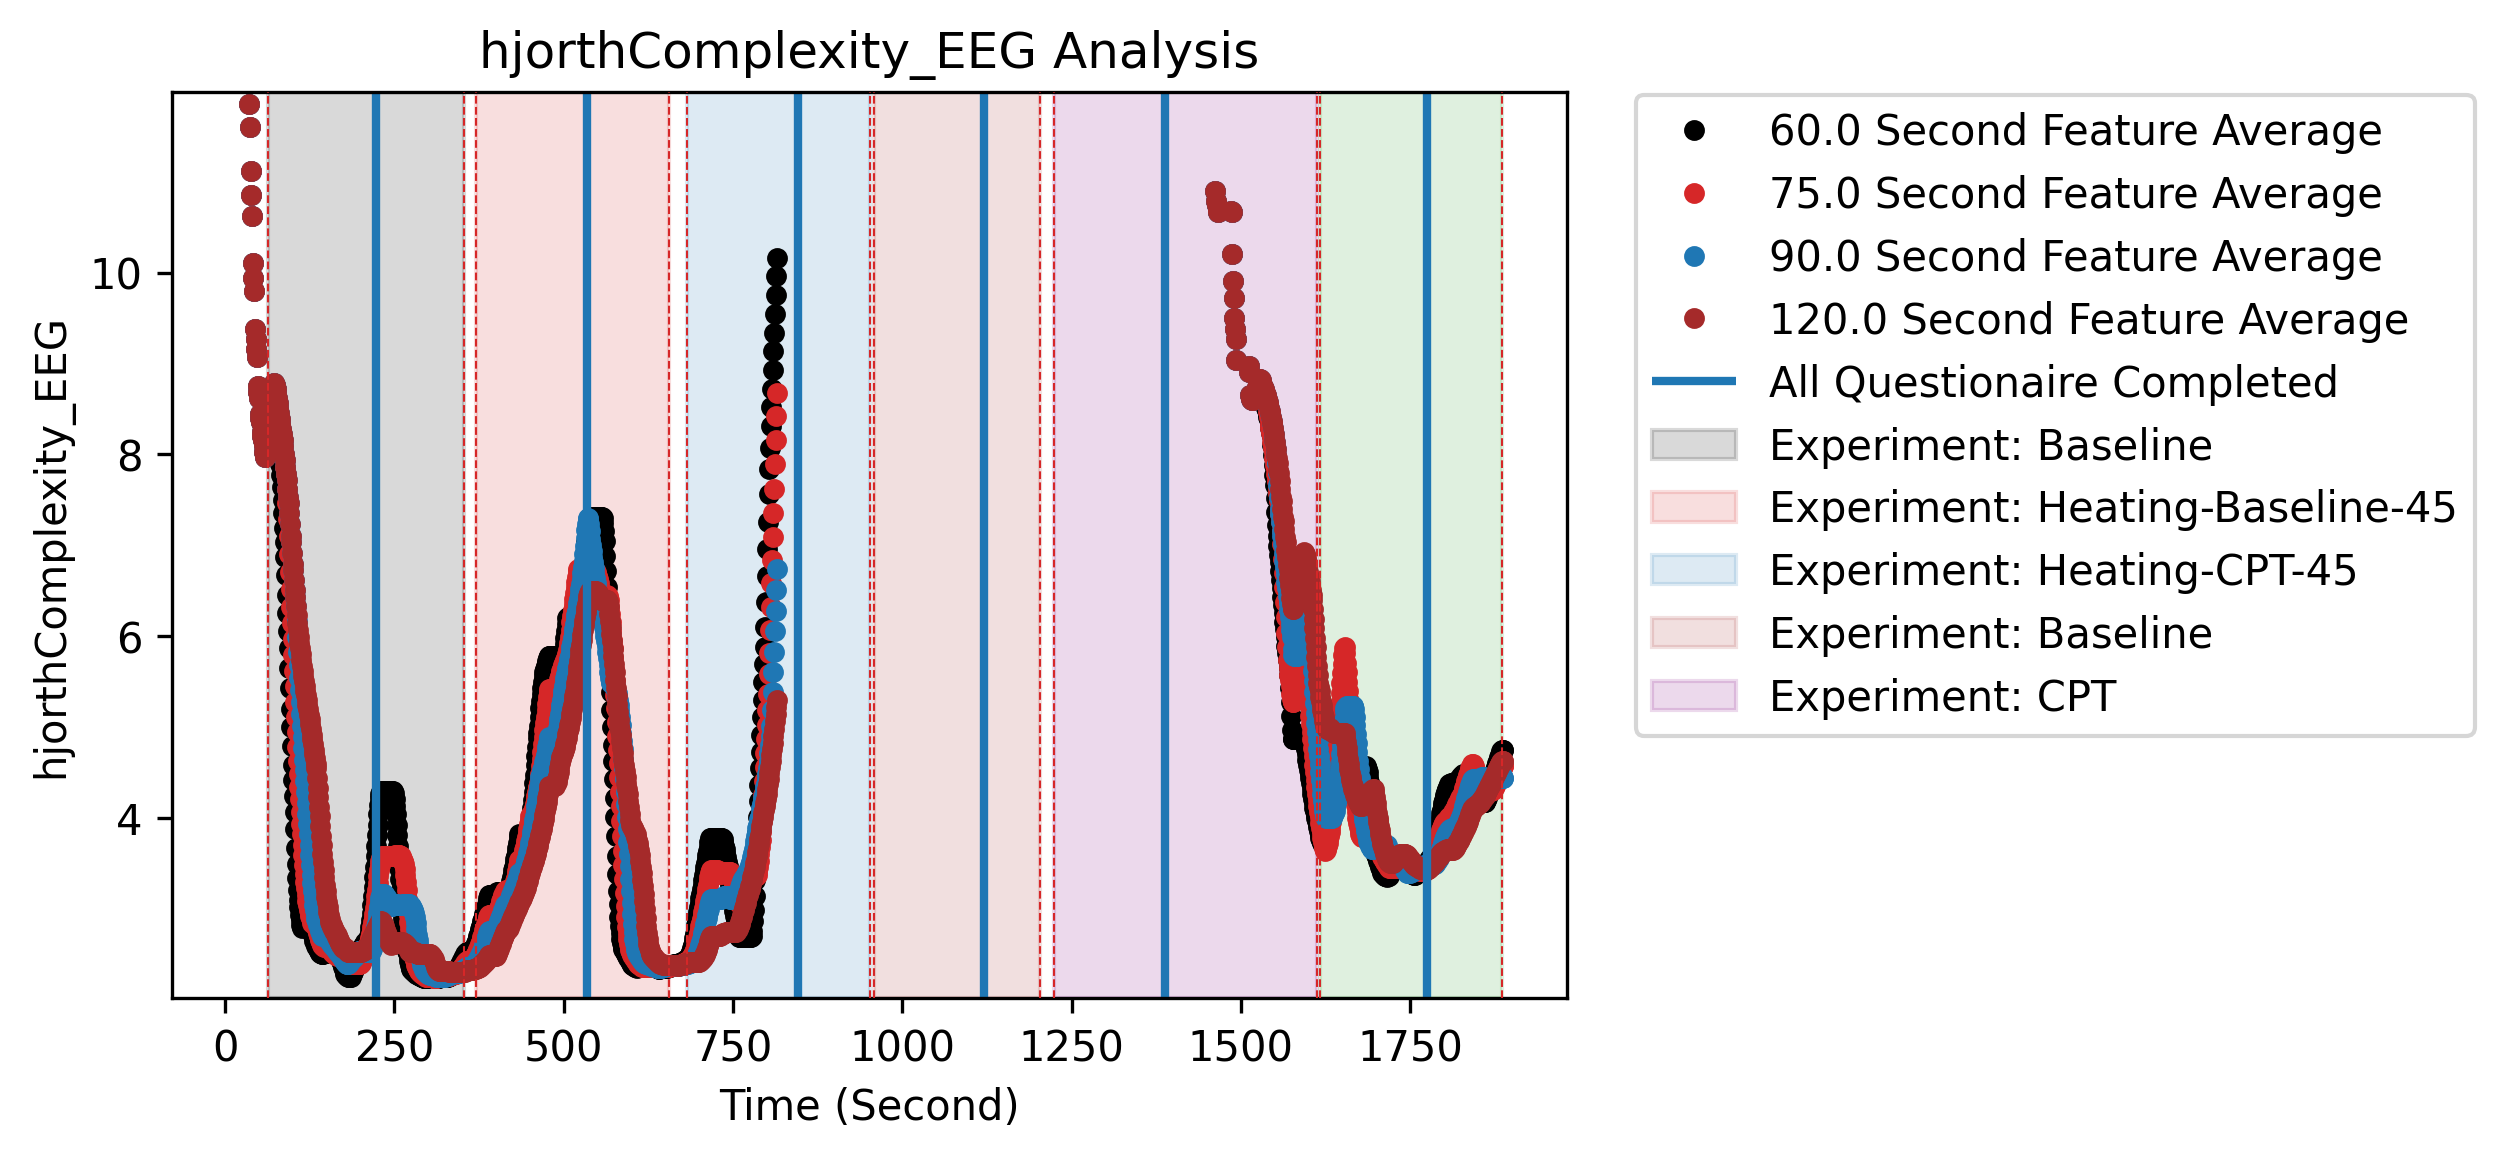 hjorthComplexity_EEG Analysis
hjorthComplexity_EEG
10
8
6
4
0 250 500 750 1000 1250 1500 1750
Time (Second)
60.0 Second Feature Average
75.0 Second Feature Average
90.0 Second Feature Average
120.0 Second Feature Average
All Questionaire Completed
Experiment: Baseline
Experiment: Heating-Baseline-45
Experiment: Heating-CPT-45
Experiment: Baseline
Experiment: CPT